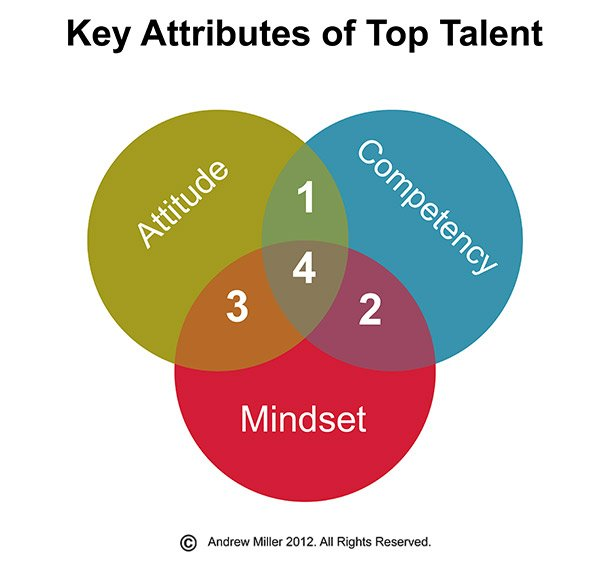 Key Attributes of Top Talent
Attitude
Competency
1
4
3
2
Mindset
© Andrew Miller 2012. All Rights Reserved.